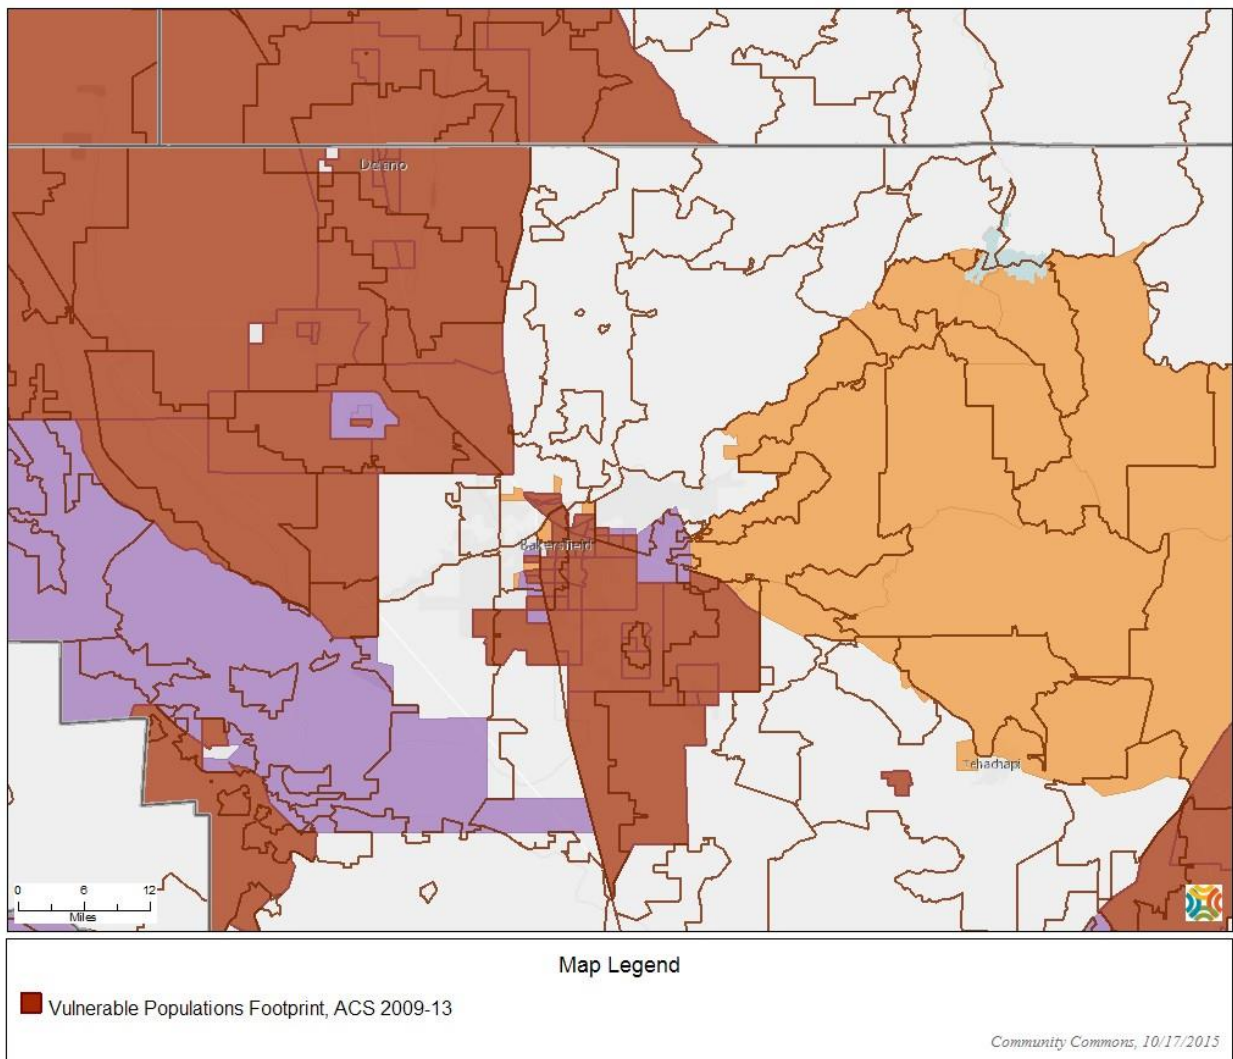 Delano
Bakersfield
Tehachapi
0 6 12
Miles
Map Legend
Vulnerable Populations Footprint, ACS 2009-13
Community Commons, 10/17/2015